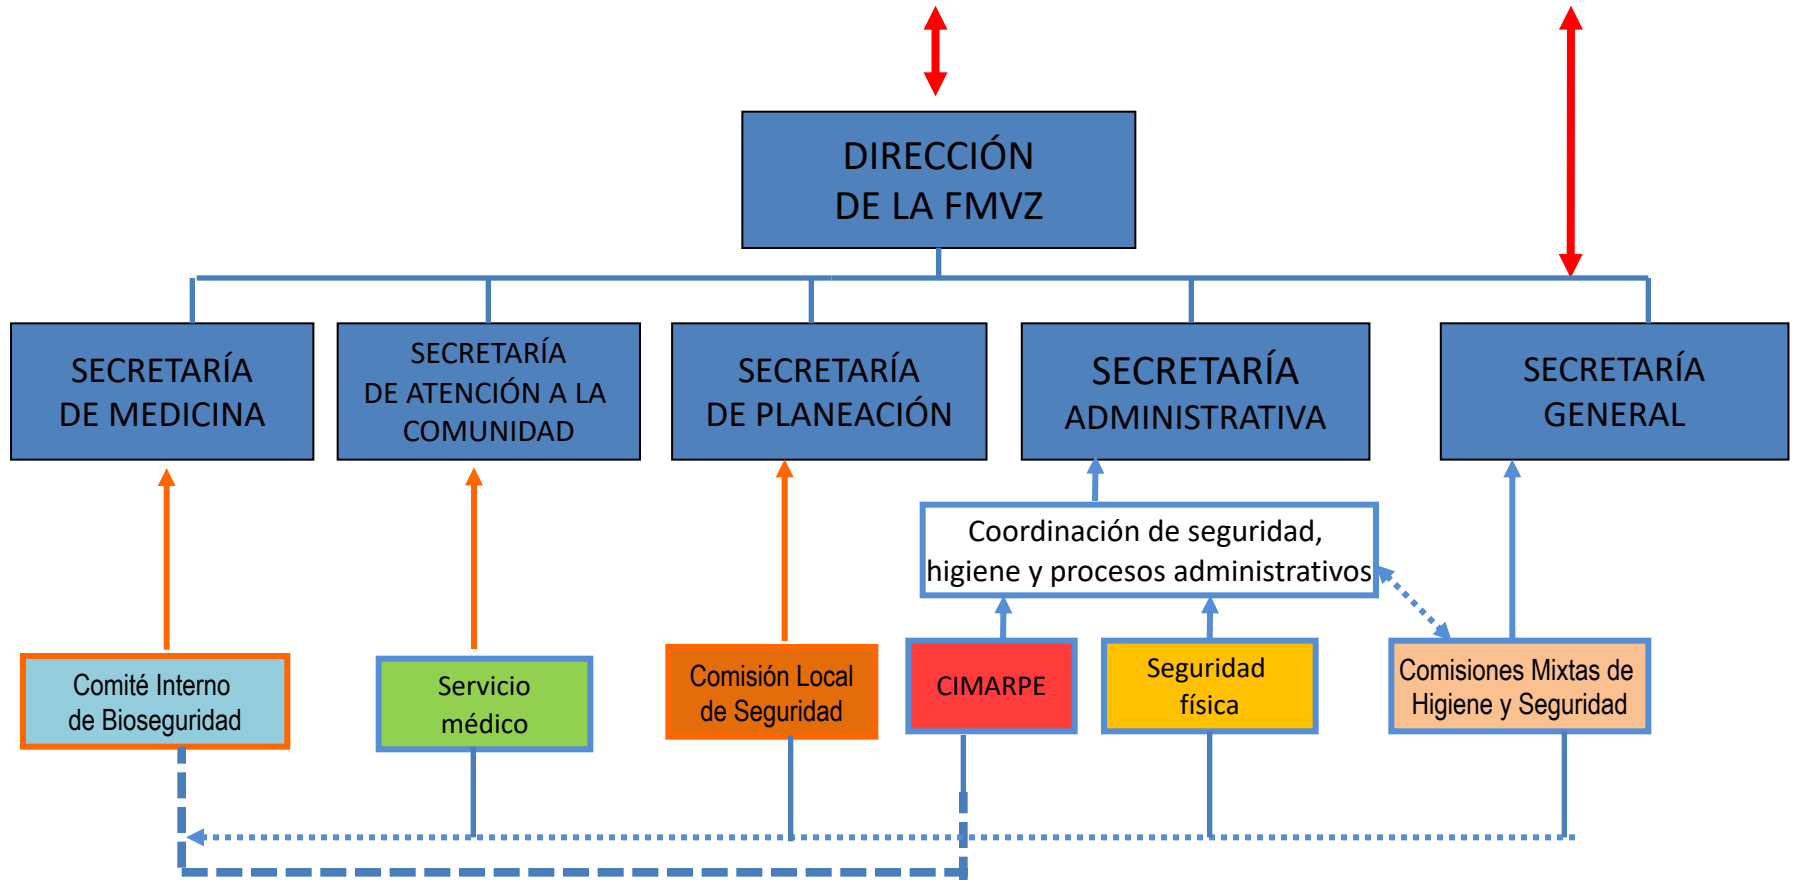 DIRECCIÓN
DE LA FMVZ
SECRETARÍA
DE MEDICINA
SECRETARÍA
DE ATENCIÓN A LA
COMUNIDAD
SECRETARÍA
DE PLANEACIÓN
SECRETARÍA
ADMINISTRATIVA
SECRETARÍA
GENERAL
Coordinación de seguridad,
higiene y procesos administrativos
Comité Interno
de Bioseguridad
Servicio
médico
Comisión Local
de Seguridad
CIMARPE
Seguridad
física
Comisiones Mixtas de
Higiene y Seguridad